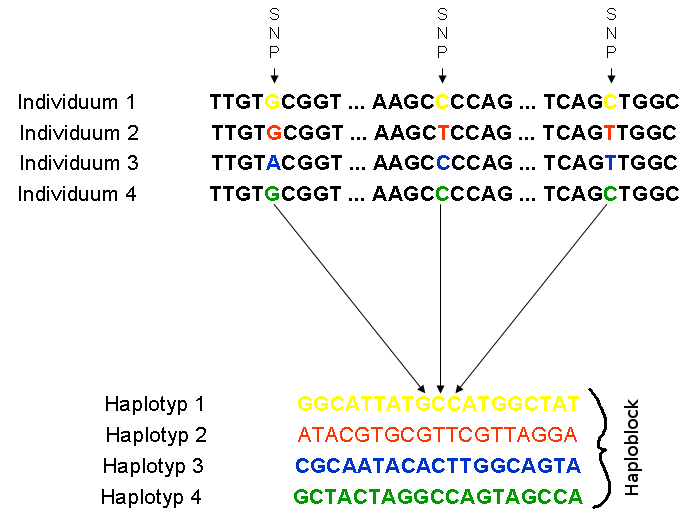 SNP SNP SNP
Individuum 1 TTGTGCGGT ... AAGCCCCAG ... TCAGCTGGC
Individuum 2 TTGTGCGGT ... AAGCTCCAG ... TCAGTTGGC
Individuum 3 TTGTACGGT ... AAGCCCCAG ... TCAGTTGGC
Individuum 4 TTGTGCGGT ... AAGCCCCAG ... TCAGCTGGC
Haplotyp 1 GGCATTATGCCATGGCTAT
Haplotyp 2 ATACGTGCGTTCGTTAGGA
Haplotyp 3 CGCAATACACTTGGCAGTA
Haplotyp 4 GCTACTAGGCCAGTAGCCA
Haploblock